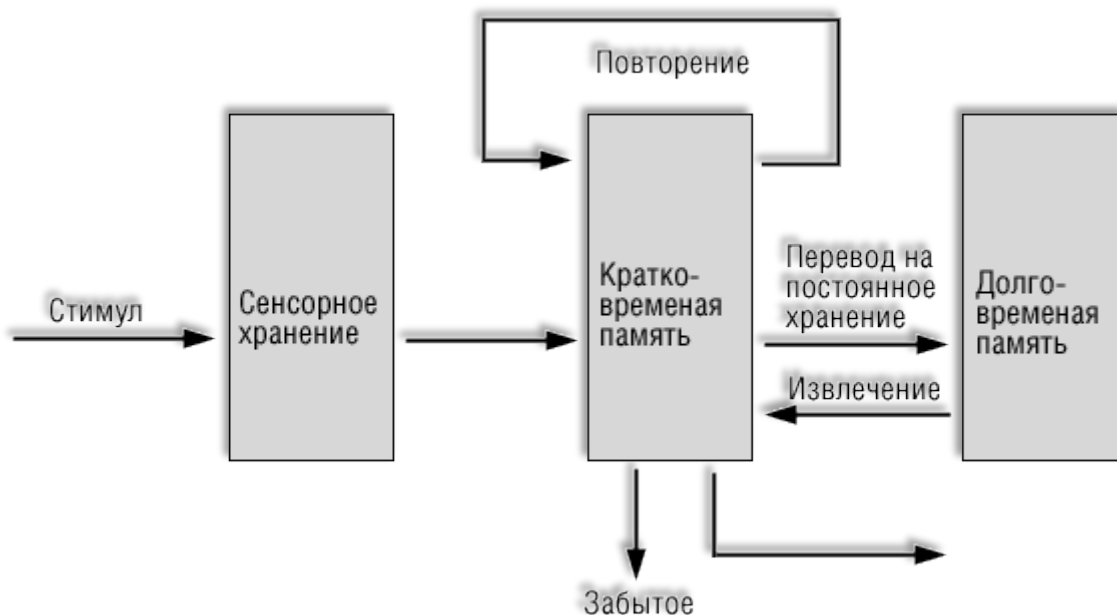 Повторение
Стимул
Сенсорное
хранение
Кратко-
временая
память
Перевод на
постоянное
хранение
Извлечение
Долго-
временая
память
Забытое